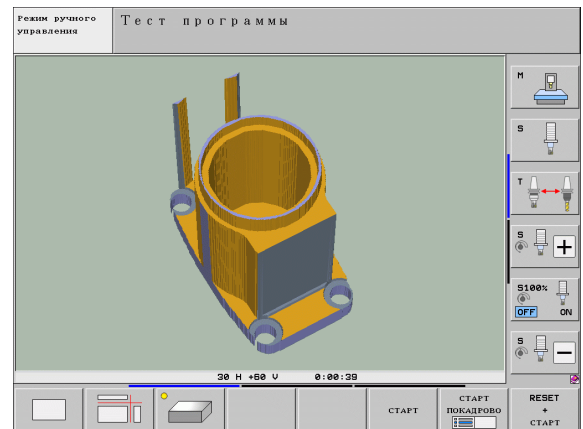 Режим ручного
управления
Тест программы
M
S
T
S
S100%
OFF ON
S
30 H +60 V 0:00:39
СТАРТ
СТАРТ
ПОКАДРОВО
RESET
+
СТАРТ